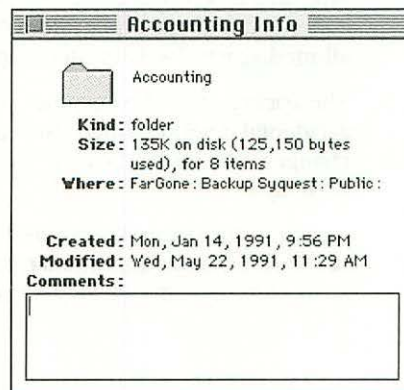 Accounting Info
Accounting
Kind: folder
Size: 135K on disk (125,150 bytes
used), for 8 items
Where: FarGone: Backup Syquest: Public:
Created: Mon, Jan 14, 1991, 9:56 PM
Modified: Wed, May 22, 1991, 11:29 AM
Comments: